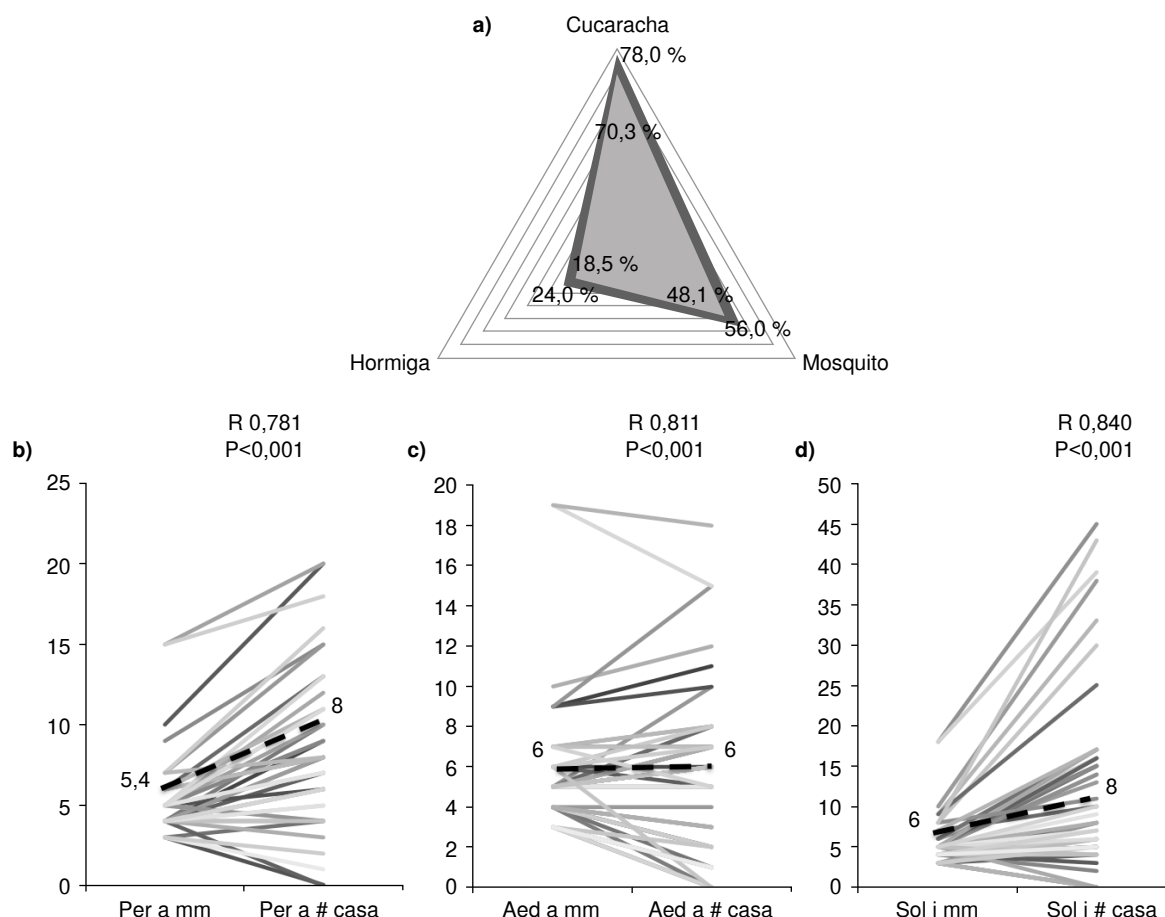 a)
Cucaracha
78,0 %
70,3 %
18,5 %
24,0 %
48,1 %
56,0 %
Hormiga
Mosquito
b)
R 0,781
P<0,001
25
20
15
10
5
0
5,4
8
Per a mm
Per a # casa
c)
R 0,811
P<0,001
20
18
16
14
12
10
8
6
4
2
0
6
6
Aed a mm
Aed a # casa
d)
R 0,840
P<0,001
50
45
40
35
30
25
20
15
10
5
0
6
8
Sol i mm
Sol i # casa